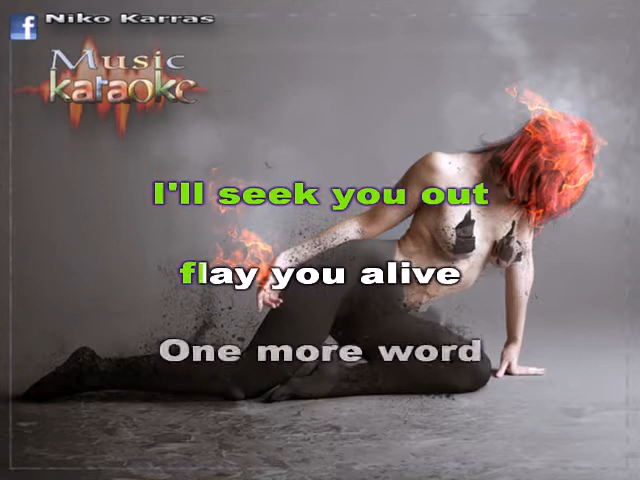 Niko Karras
Music
karaoke
I'll seek you out
flay you alive
One more word